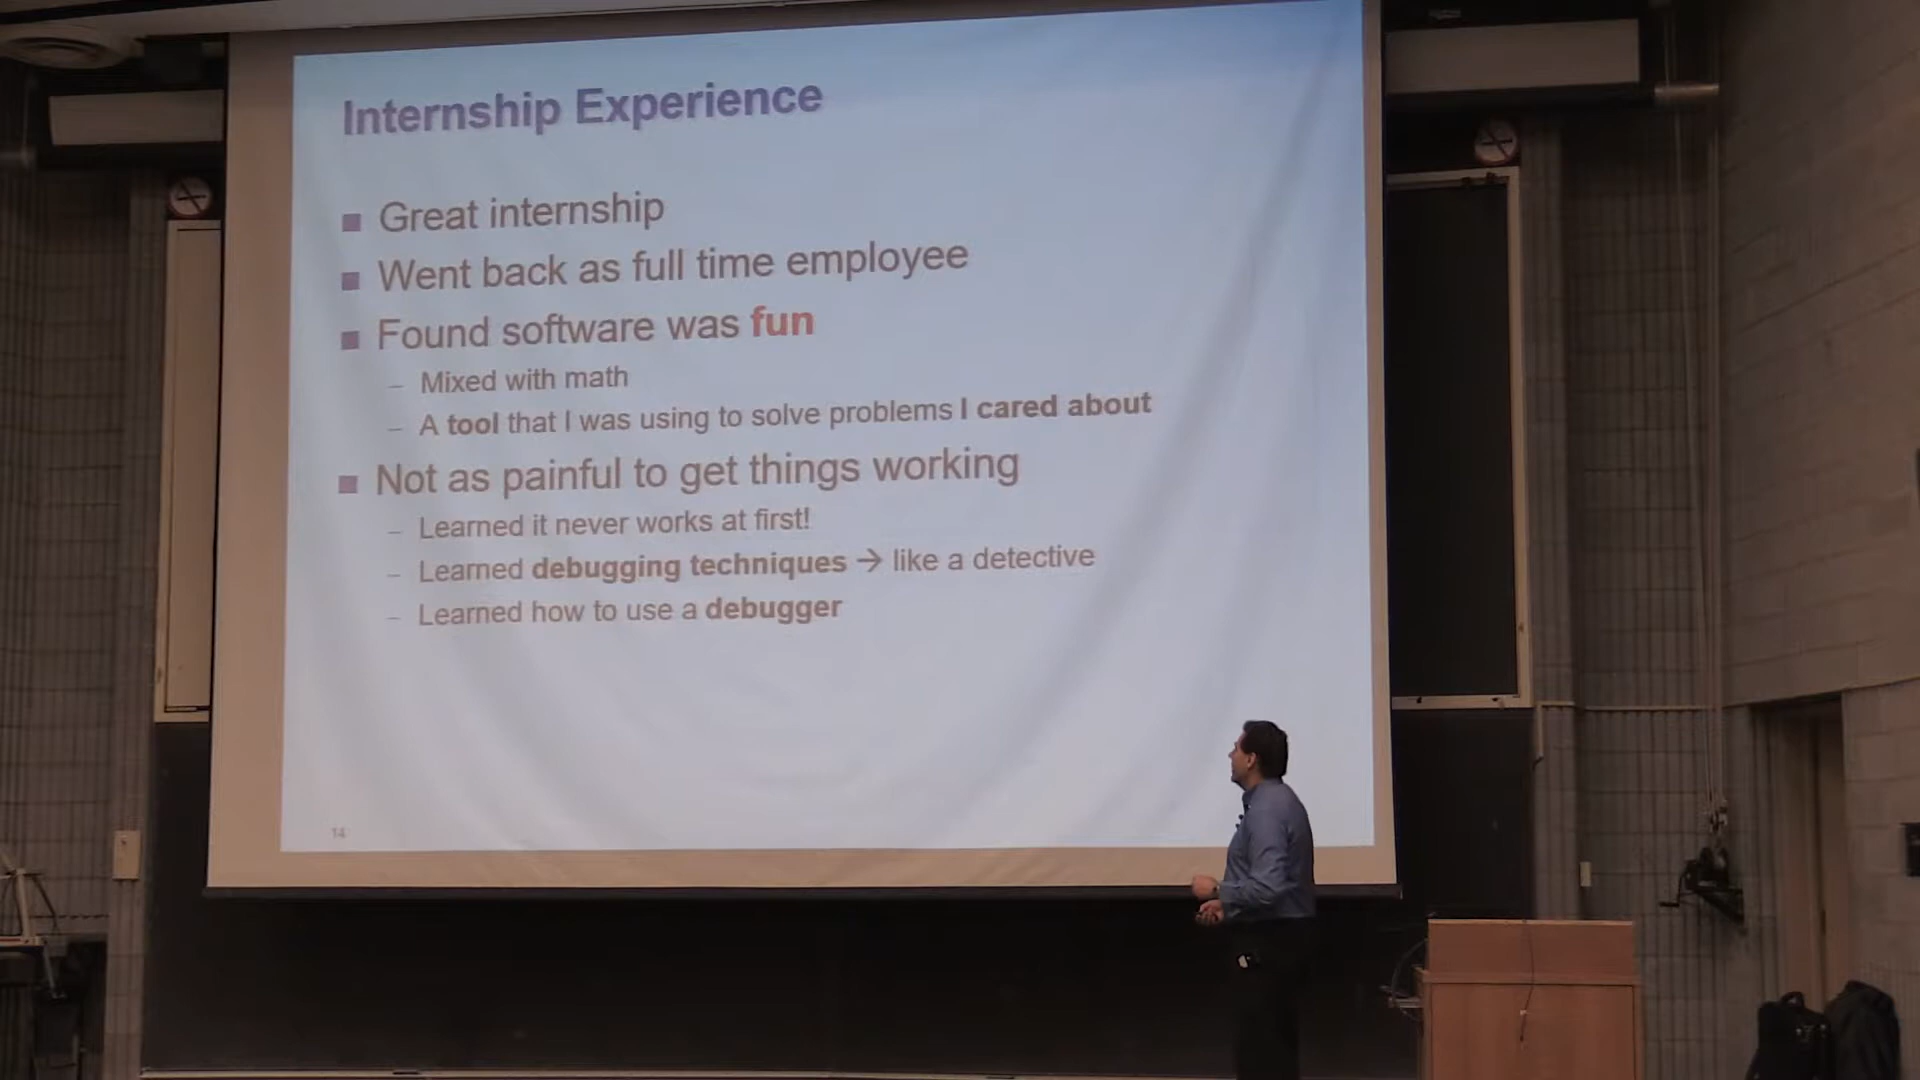 Internship Experience
■ Great internship
■ Went back as full time employee
■ Found software was fun
– Mixed with math
– A tool that I was using to solve problems I cared about
■ Not as painful to get things working
– Learned it never works at first!
– Learned debugging techniques → like a detective
– Learned how to use a debugger
14